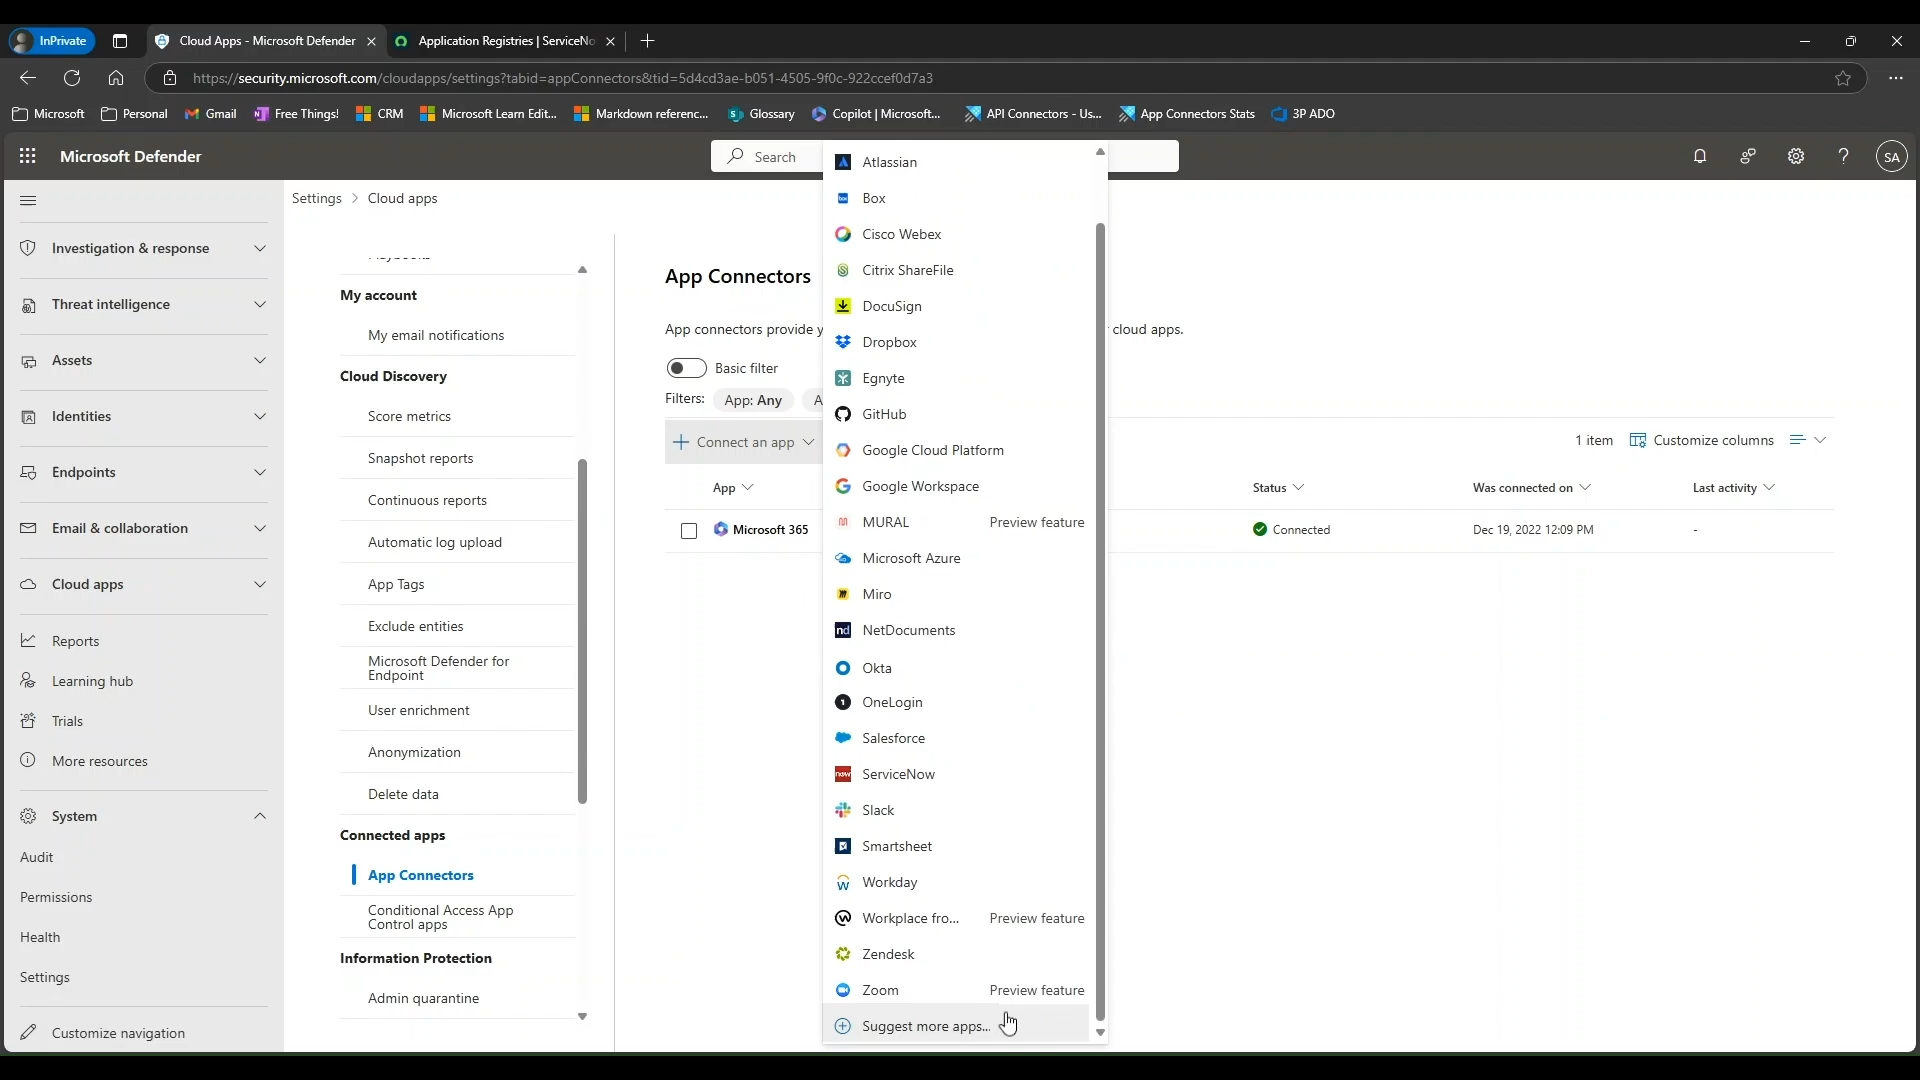 InPrivate
Cloud Apps - Microsoft Defender
Application Registries | ServiceNo
https://security.microsoft.com/cloudapps/settings?tabid=appConnectors&tid=5d4cd3ae-b051-4505-9f0c-922ccef0d7a3
Microsoft
Personal
Gmail
Free Things!
CRM
Microsoft Learn Edit...
Markdown referenc...
Glossary
Copilot | Microsoft...
API Connectors - Us...
App Connectors Stats
3P ADO
Microsoft Defender
Search
SA
Investigation & response
Threat intelligence
Assets
Identities
Endpoints
Email & collaboration
Cloud apps
Reports
Learning hub
Trials
More resources
System
Audit
Permissions
Health
Settings
Customize navigation
Settings > Cloud apps
My account
My email notifications
Cloud Discovery
Score metrics
Snapshot reports
Continuous reports
Automatic log upload
App Tags
Exclude entities
Microsoft Defender for
Endpoint
User enrichment
Anonymization
Delete data
Connected apps
App Connectors
Conditional Access App
Control apps
Information Protection
Admin quarantine
App Connectors
App connectors provide y
cloud apps.
Basic filter
Filters:
App: Any
A
Connect an app
1 item
Customize columns
App
Status
Was connected on
Last activity
Microsoft 365
Connected
Dec 19, 2022 12:09 PM
-
Atlassian
Box
Cisco Webex
Citrix ShareFile
DocuSign
Dropbox
Egnyte
GitHub
Google Cloud Platform
Google Workspace
MURAL Preview feature
Microsoft Azure
Miro
nd NetDocuments
Okta
OneLogin
Salesforce
now ServiceNow
Slack
Smartsheet
Workday
Workplace fro... Preview feature
Zendesk
Zoom Preview feature
Suggest more apps...